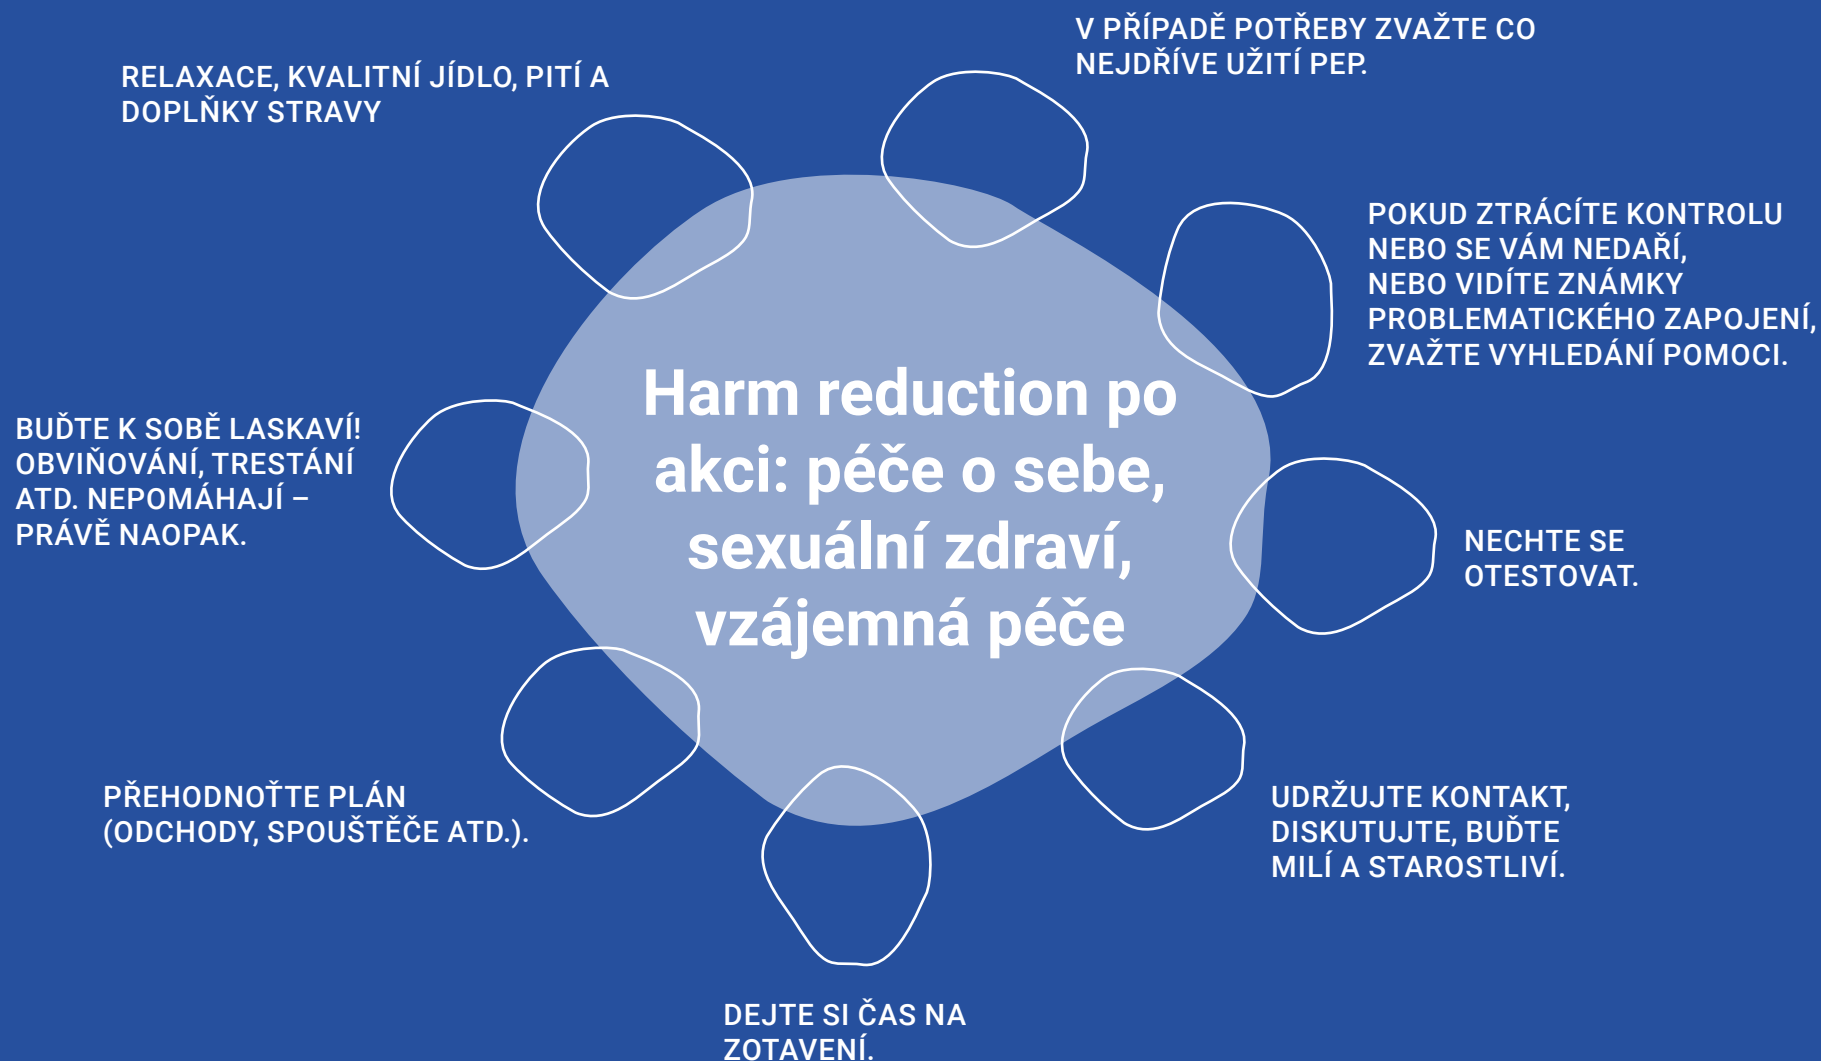 V PŘÍPADĚ POTŘEBY ZVAŽTE CO
NEJDŘÍVE UŽITÍ PEP.
RELAXACE, KVALITNÍ JÍDLO, PITÍ A
DOPLŇKY STRAVY
POKUD ZTRÁCÍTE KONTROLU
NEBO SE VÁM NEDAŘÍ,
NEBO VIDÍTE ZNÁMKY
PROBLEMATICKÉHO ZAPOJENÍ,
ZVAŽTE VYHLEDÁNÍ POMOCI.
Harm reduction po
akci: péče o sebe,
sexuální zdraví,
vzájemná péče
BUĎTE K SOBĚ LASKAVÍ!
OBVIŇOVÁNÍ, TRESTÁNÍ
ATD. NEPOMÁHAJÍ –
PRÁVĚ NAOPAK.
NECHTE SE
OTESTOVAT.
PŘEHODNOŤTE PLÁN
(ODCHODY, SPOUŠTĚČE ATD.).
UDRŽUJTE KONTAKT,
DISKUTUJTE, BUĎTE
MILÍ A STAROSTLIVÍ.
DEJTE SI ČAS NA
ZOTAVENÍ.